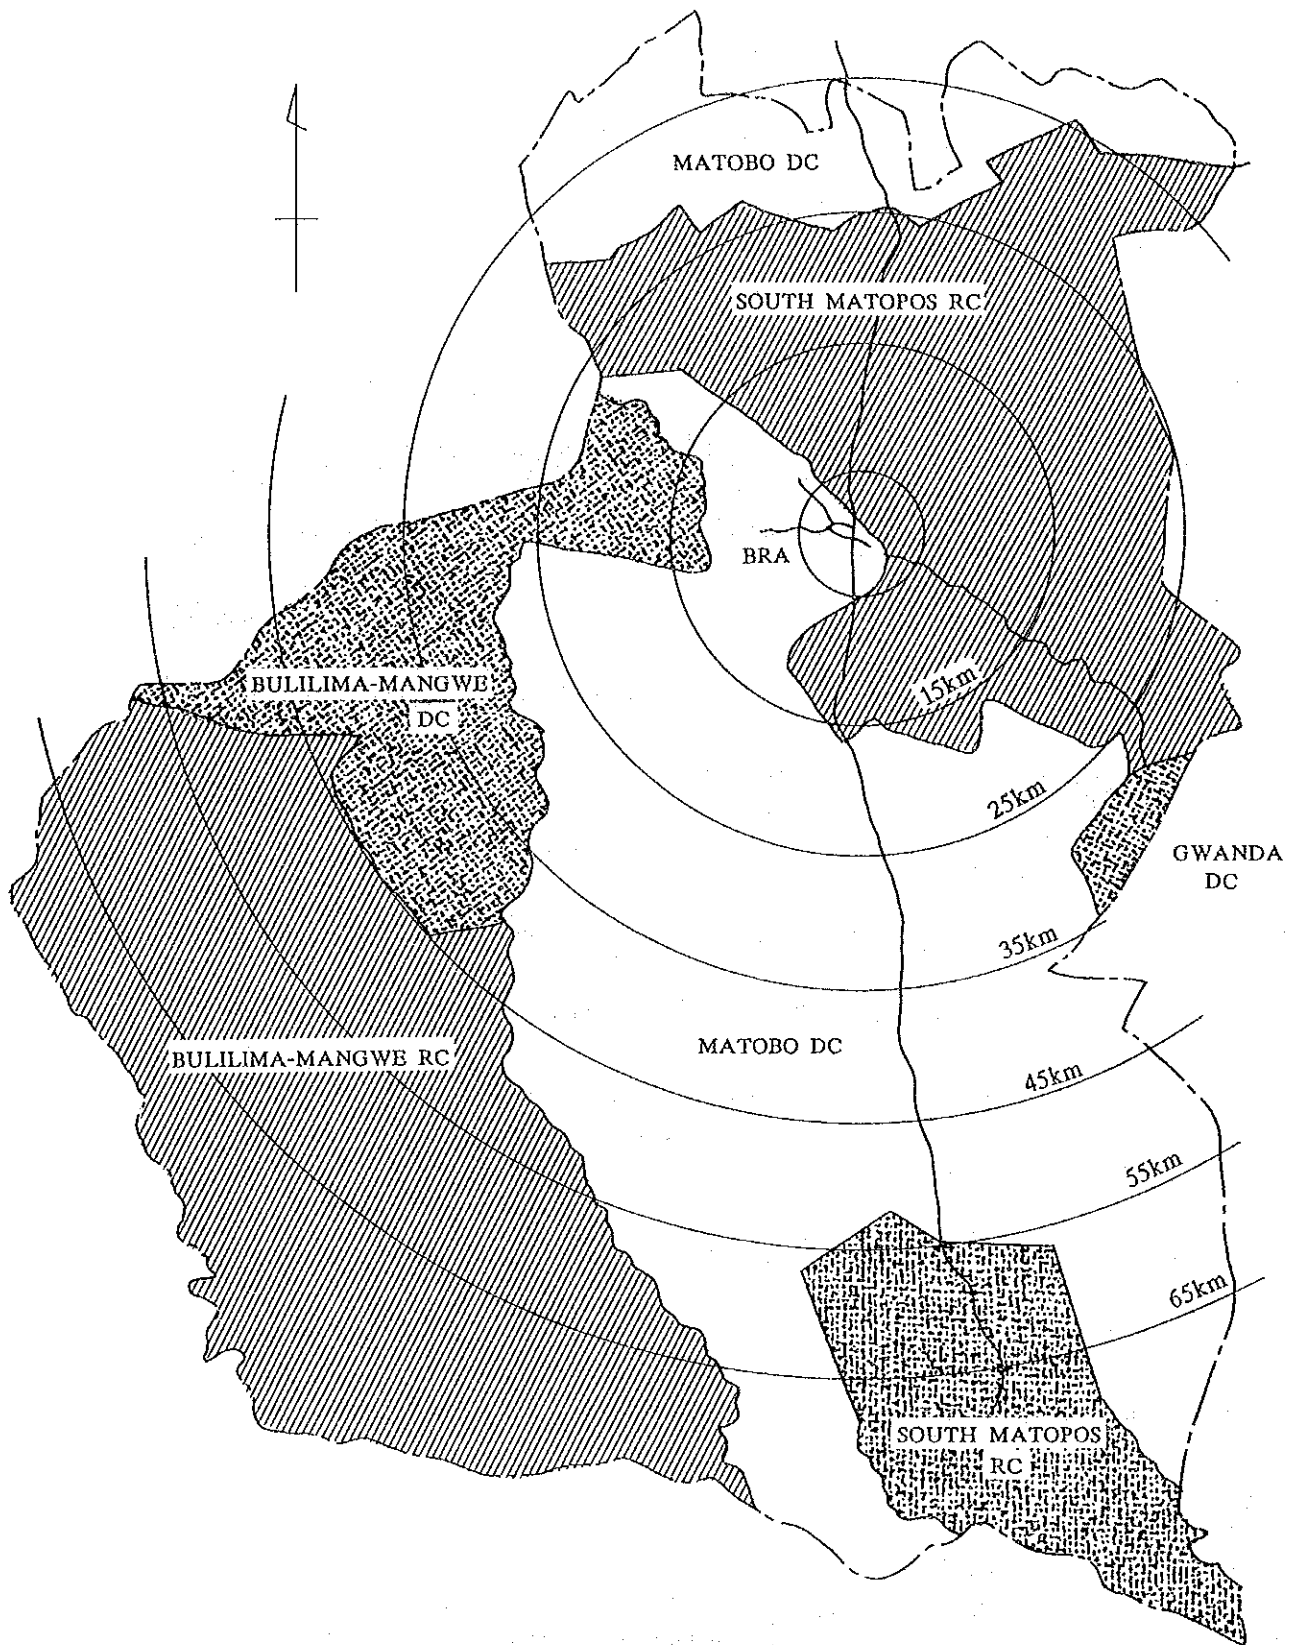 MATOBO DC
SOUTH MATOPOS RC
BRA
BULILIMA-MANGWE
DC
15km
25km
GWANDA
DC
35km
BULILIMA-MANGWE RC
MATOBO DC
45km
55km
65km
SOUTH MATOPOS
RC